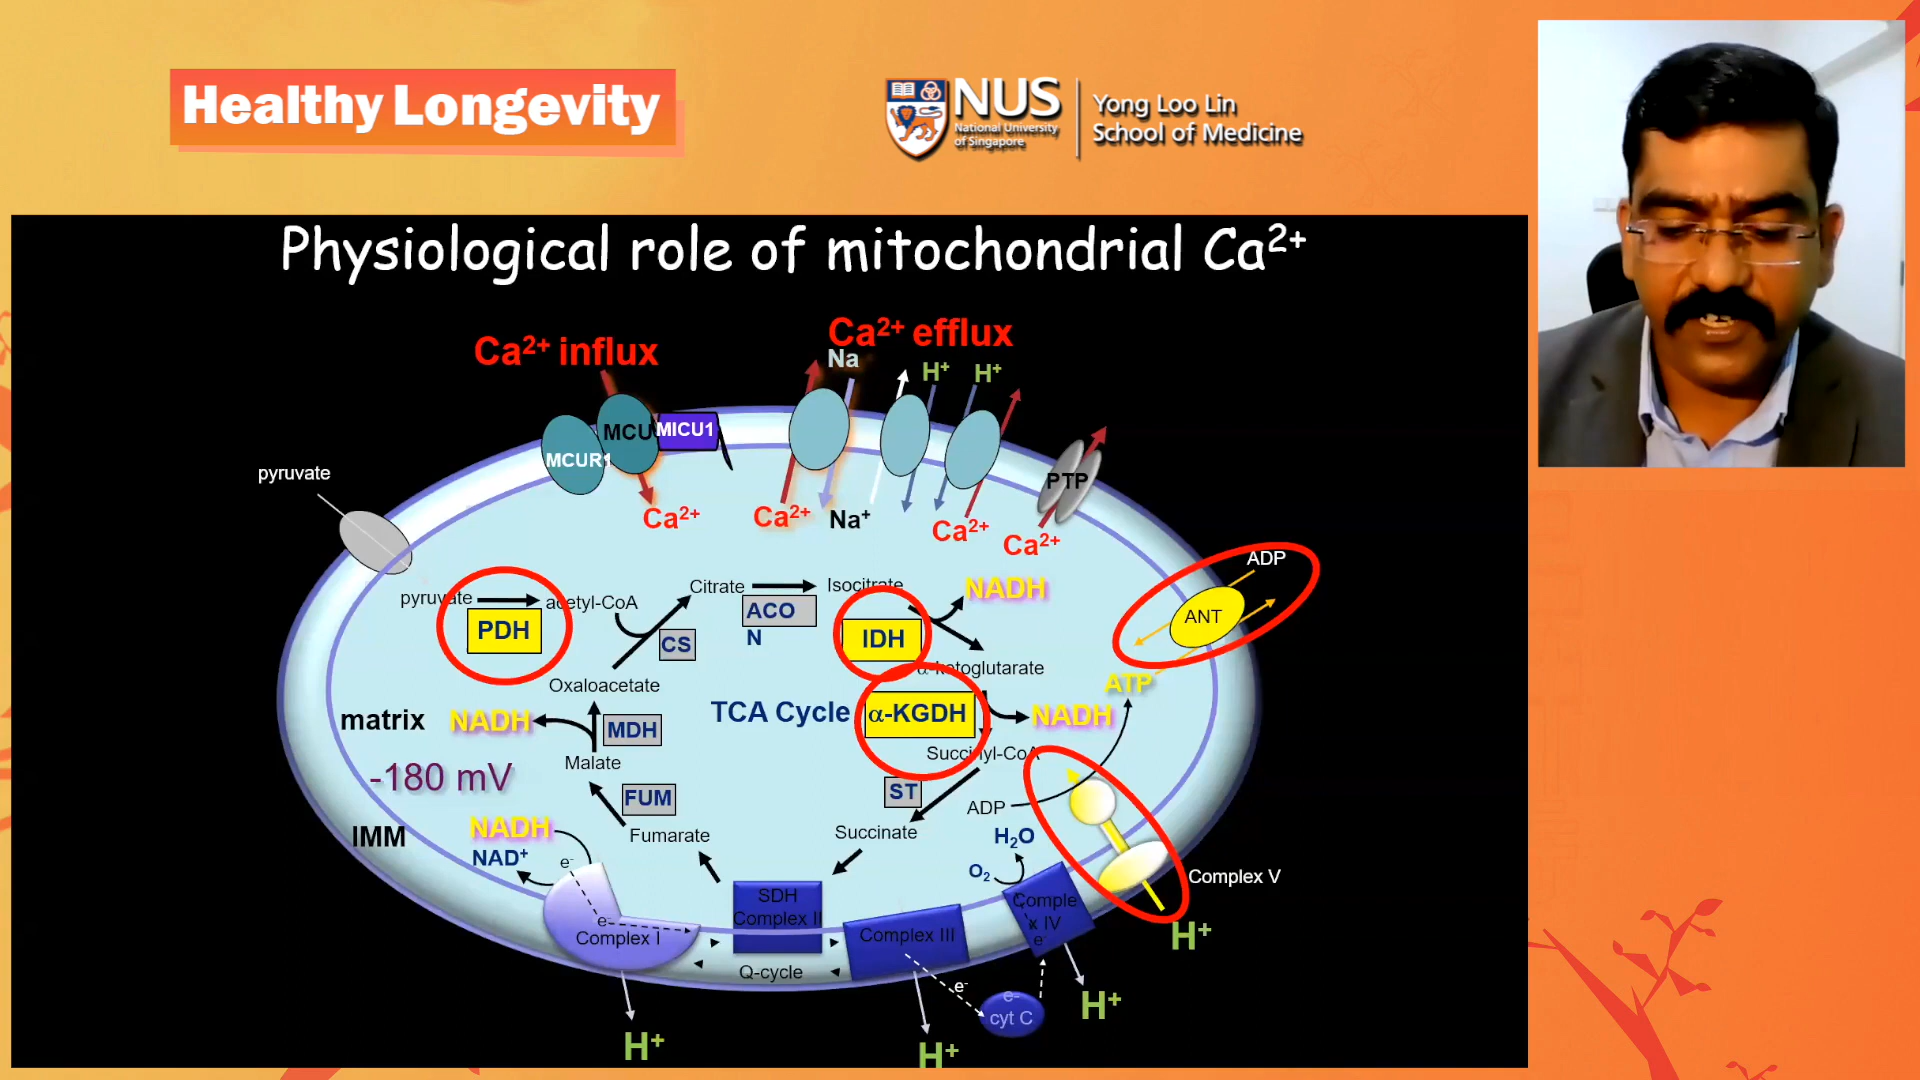 Healthy Longevity
NUS
National University
of Singapore
Yong Loo Lin
School of Medicine
Physiological role of mitochondrial Ca²⁺
Ca²⁺ influx
Ca²⁺ efflux
Na
H⁺
H⁺
MCU
MICU1
MCUR1
pyruvate
PTP
Ca²⁺
Ca²⁺
Na⁺
Ca²⁺
Ca²⁺
ADP
ANT
pyruvate
acetyl-CoA
Citrate
Isocitrate
NADH
PDH
ACO
N
IDH
CS
α-ketoglutarate
Oxaloacetate
ATP
matrix
NADH
MDH
TCA Cycle
α-KGDH
NADH
Succinyl-CoA
Malate
-180 mV
FUM
ST
ADP
IMM
NADH
Fumarate
Succinate
H₂O
NAD⁺
e⁻
O₂
Complex V
SDH
Complex II
Comple
x IV
e⁻
e⁻
Complex I
Complex III
H⁺
Q-cycle
e⁻
e-
cyt C
H⁺
H⁺
H⁺